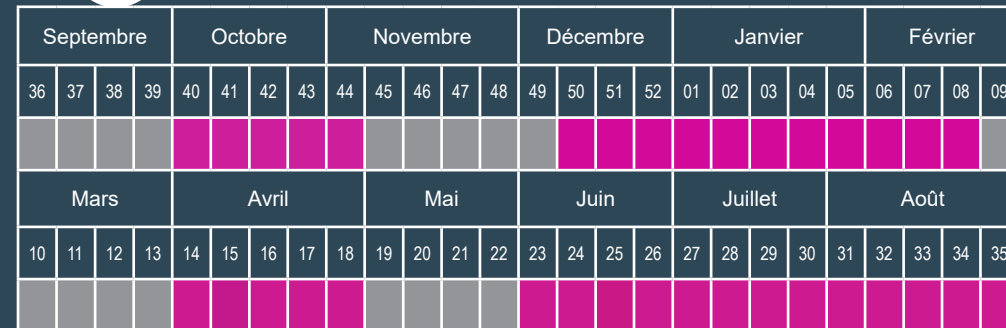 Septembre Octobre Novembre Décembre Janvier Février
36 37 38 39 40 41 42 43 44 45 46 47 48 49 50 51 52 01 02 03 04 05 06 07 08 09
Mars Avril Mai Juin Juillet Août
10 11 12 13 14 15 16 17 18 19 20 21 22 23 24 25 26 27 28 29 30 31 32 33 34 35